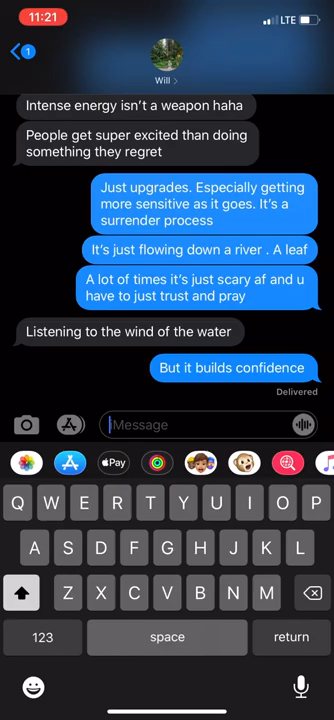 11:21
LTE
1
Will
Intense energy isn't a weapon haha
People get super excited than doing
something they regret
Just upgrades. Especially getting
more sensitive as it goes. It's a
surrender process
It's just flowing down a river . A leaf
A lot of times it's just scary af and u
have to just trust and pray
Listening to the wind of the water
But it builds confidence
Delivered
iMessage
Pay
Q W E R T Y U I O P
A S D F G H J K L
Z X C V B N M
123 space return